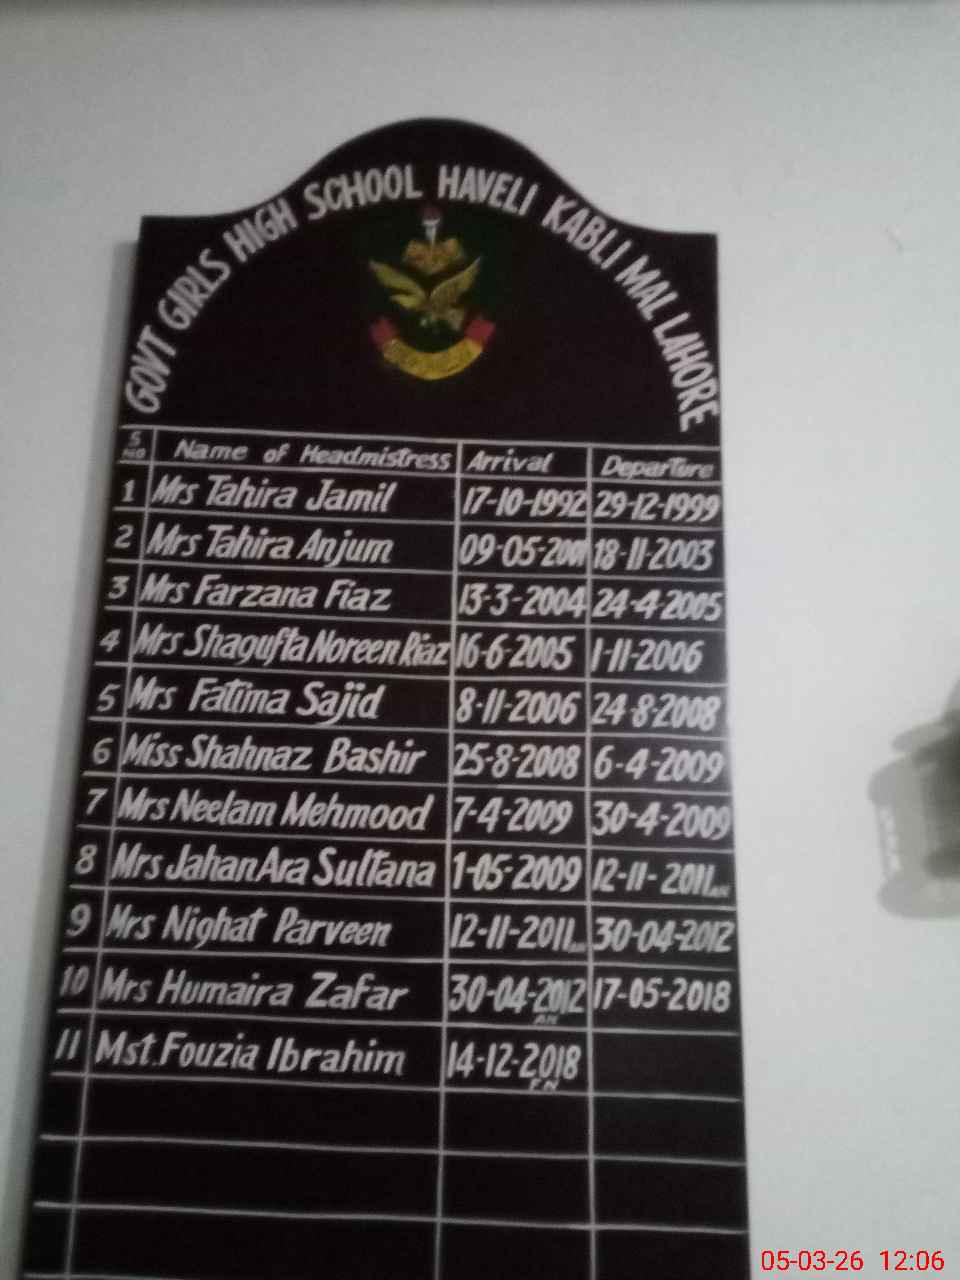 GOVT GIRLS HIGH SCHOOL HAVELI KABLI MAL LAHORE
S NO Name of Headmistress Arrival Departure
1 Mrs Tahira Jamil 17-10-1992 29-12-1999
2 Mrs Tahira Anjum 18-11-2003
3 Mrs Farzana Fiaz 13-3-2004 24-4-2005
4 Mrs Shagufta Noreen Riaz 16-6-2005 1-11-2006
5 Mrs Fatima Sajid 8-11-2006 24-8-2008
6 Miss Shahnaz Bashir 25-8-2008 6-4-2009
7 Mrs Neelam Mehmood 7-4-2009 30-4-2009
8 Mrs Jahan Ara Sultana 1-05-2009 12-11-2011 AN
9 Mrs Nighat Parveen 12-11-2011 AN 30-04-2012
10 Mrs Humaira Zafar 30-04-2012 AN 17-05-2018
11 Mst. Fouzia Ibrahim 14-12-2018 F.N
05-03-26 12:06